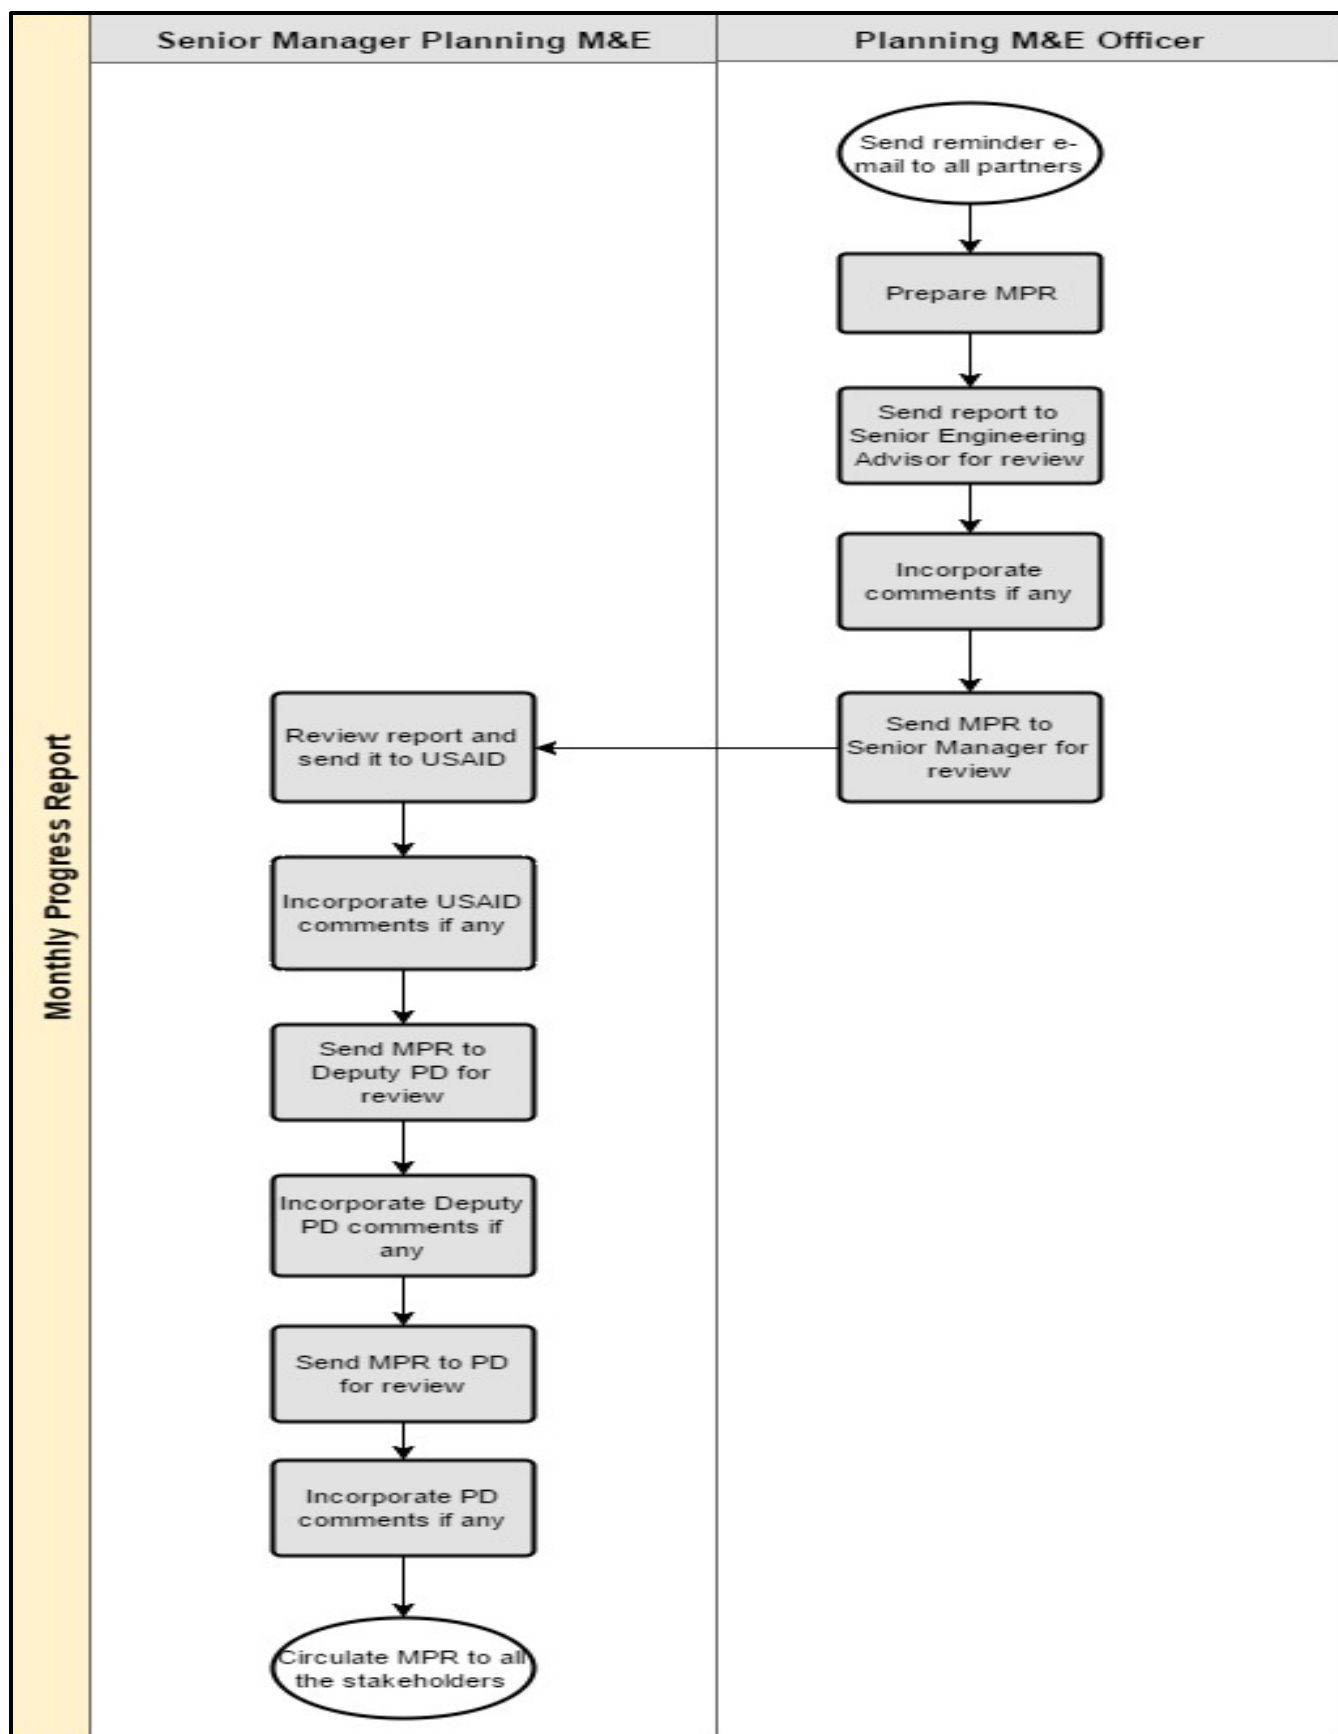 Senior Manager Planning M&E
Planning M&E Officer
Monthly Progress Report
Send reminder e-
mail to all partners
Prepare MPR
Send report to
Senior Engineering
Advisor for review
Incorporate
comments if any
Send MPR to
Senior Manager for
review
Review report and
send it to USAID
Incorporate USAID
comments if any
Send MPR to
Deputy PD for
review
Incorporate Deputy
PD comments if
any
Send MPR to PD
for review
Incorporate PD
comments if any
Circulate MPR to all
the stakeholders